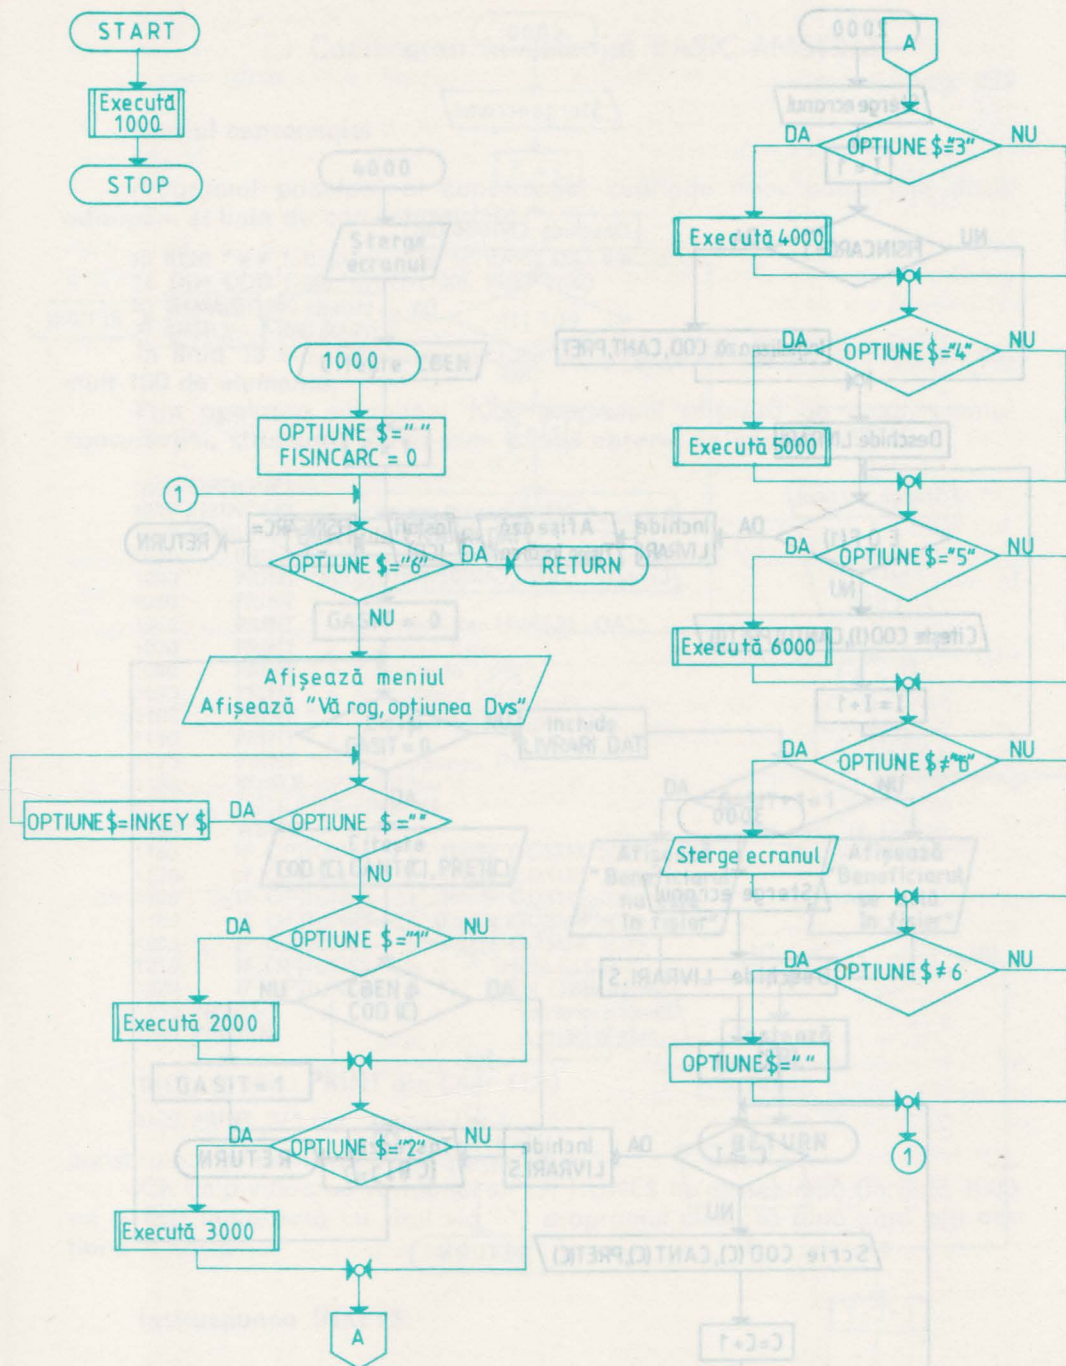 START
Execută
1000
STOP
1000
OPTIUNE $=" "
FISINCARC = 0
1
OPTIUNE $="6"
DA
RETURN
NU
Afișează meniul
Afișează "Vă rog, opțiunea Dvs"
OPTIUNE $=""
DA
OPTIUNE$=INKEY $
NU
OPTIUNE $="1"
DA
NU
Execută 2000
OPTIUNE $="2"
DA
NU
Execută 3000
A
A
OPTIUNE $="3"
DA
NU
Execută 4000
OPTIUNE $="4"
DA
NU
Execută 5000
OPTIUNE $="5"
DA
NU
Execută 6000
OPTIUNE $≠"6"
DA
NU
Sterge ecranul
OPTIUNE $≠6
DA
NU
OPTIUNE$=" "
1